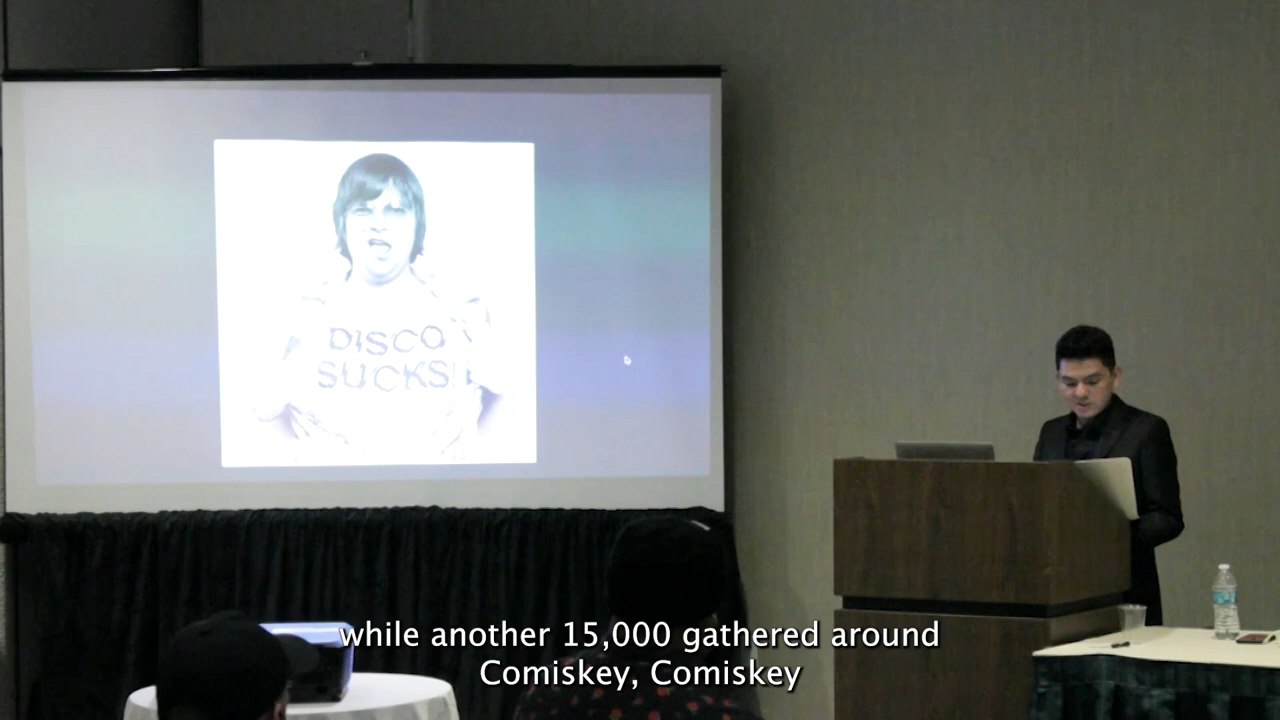 DISCO
SUCKS!
while another 15,000 gathered around
Comiskey, Comiskey